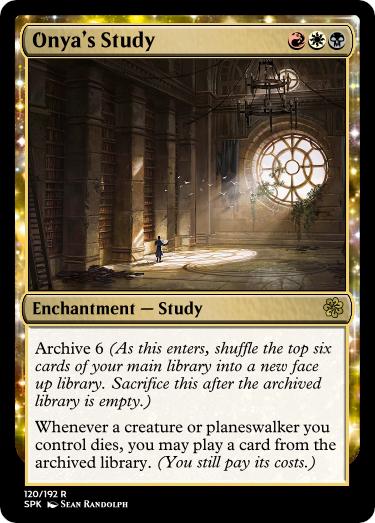 Onya's Study
Enchantment — Study
Archive 6 (As this enters, shuffle the top six
cards of your main library into a new face
up library. Sacrifice this after the archived
library is empty.)
Whenever a creature or planeswalker you
control dies, you may play a card from the
archived library. (You still pay its costs.)
120/192 R
SPK Sean Randolph